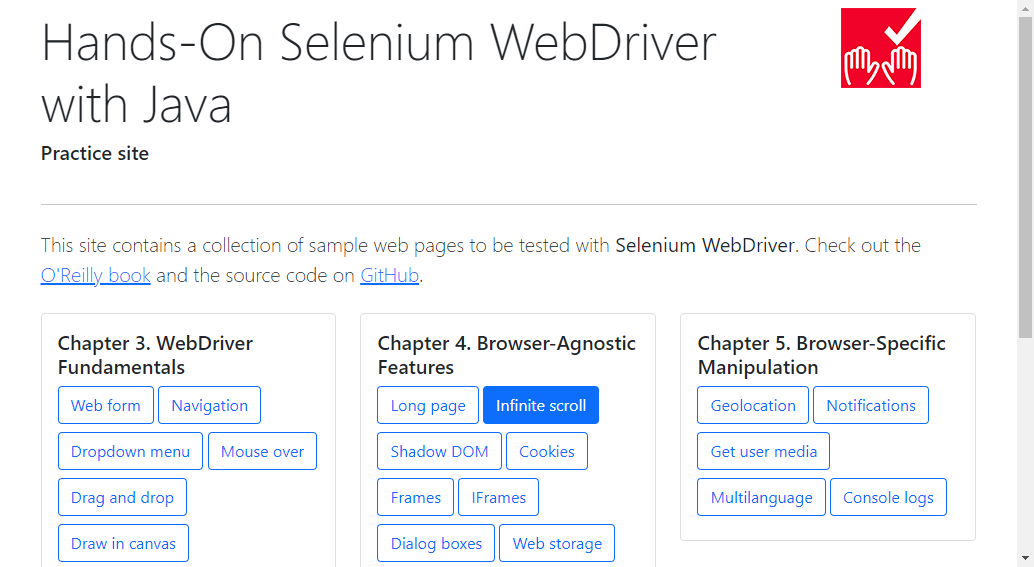 Hands-On Selenium WebDriver
with Java
Practice site
This site contains a collection of sample web pages to be tested with Selenium WebDriver. Check out the
O'Reilly book and the source code on GitHub.
Chapter 3. WebDriver
Fundamentals
Web form Navigation
Dropdown menu Mouse over
Drag and drop
Draw in canvas
Chapter 4. Browser-Agnostic
Features
Long page Infinite scroll
Shadow DOM Cookies
Frames IFrames
Dialog boxes Web storage
Chapter 5. Browser-Specific
Manipulation
Geolocation Notifications
Get user media
Multilanguage Console logs